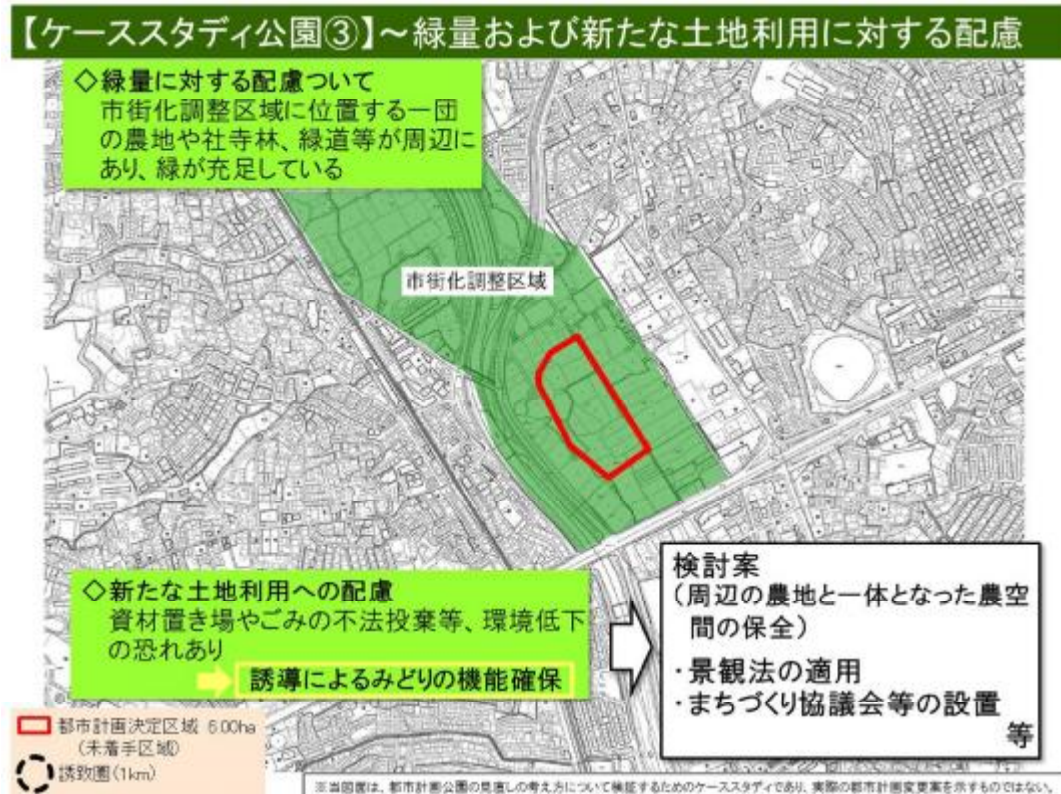 【ケーススタディ公園③】～緑量および新たな土地利用に対する配慮
◇緑量に対する配慮ついて
市街化調整区域に位置する一団
の農地や社寺林、緑道等が周辺に
あり、緑が充足している
市街化調整区域
◇新たな土地利用への配慮
資材置き場やごみの不法投棄等、環境低下
の恐れあり
誘導によるみどりの機能確保
検討案
(周辺の農地と一体となった農空
間の保全)
・景観法の適用
・まちづくり協議会等の設置
等
都市計画決定区域 6.00ha
(未着手区域)
誘致圏(1km)
※当図面は、都市計画公園の見直しの考え方について検証するためのケーススタディであり、実際の都市計画変更案を示すものではない。